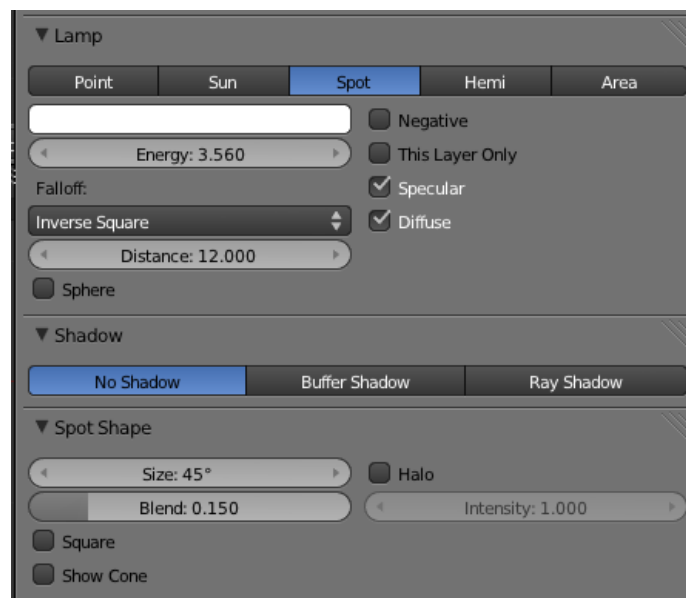 Lamp
Point Sun Spot Hemi Area
Negative
Energy: 3.560 This Layer Only
Falloff: Specular
Inverse Square Diffuse
Distance: 12.000
Sphere
Shadow
No Shadow Buffer Shadow Ray Shadow
Spot Shape
Size: 45° Halo
Blend: 0.150 Intensity: 1.000
Square
Show Cone